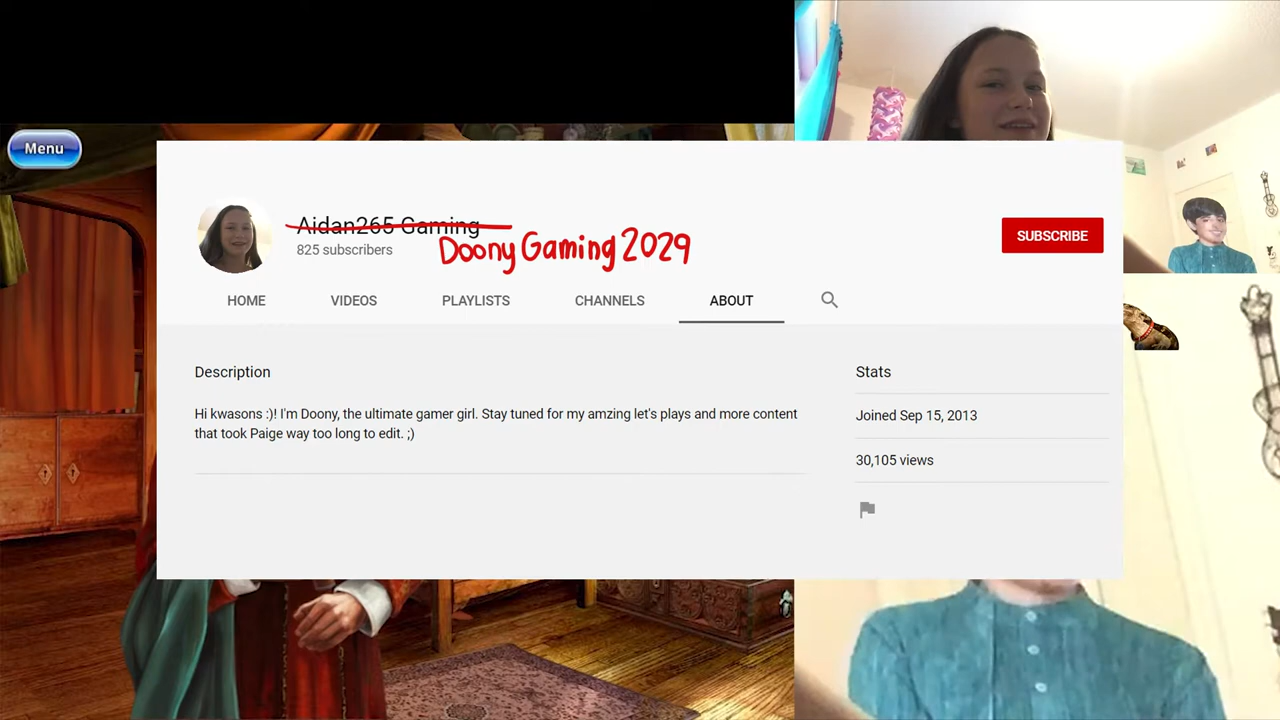 Menu
Aidan265 Gaming
825 subscribers
Doony Gaming 2029
SUBSCRIBE
HOME VIDEOS PLAYLISTS CHANNELS ABOUT
Description
Hi kwasons :)! I'm Doony, the ultimate gamer girl. Stay tuned for my amzing let's plays and more content
that took Paige way too long to edit. ;)
Stats
Joined Sep 15, 2013
30,105 views